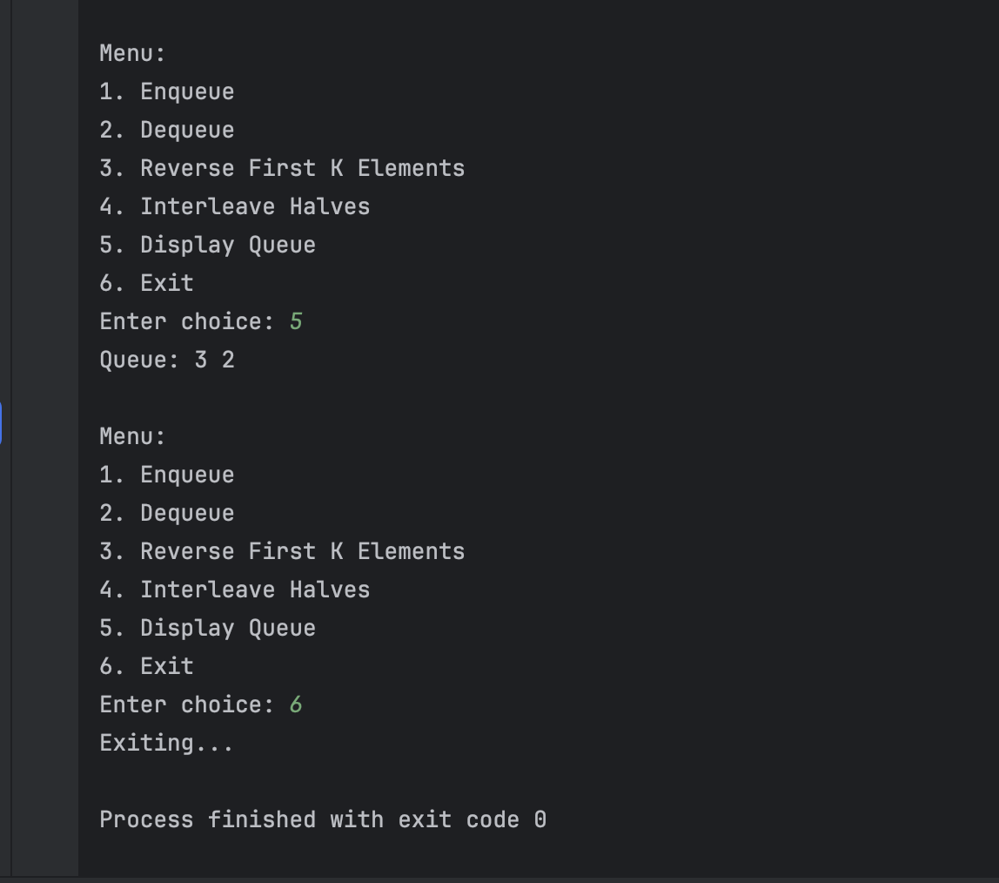 Menu:
1. Enqueue
2. Dequeue
3. Reverse First K Elements
4. Interleave Halves
5. Display Queue
6. Exit
Enter choice: 5
Queue: 3 2
Menu:
1. Enqueue
2. Dequeue
3. Reverse First K Elements
4. Interleave Halves
5. Display Queue
6. Exit
Enter choice: 6
Exiting...
Process finished with exit code 0